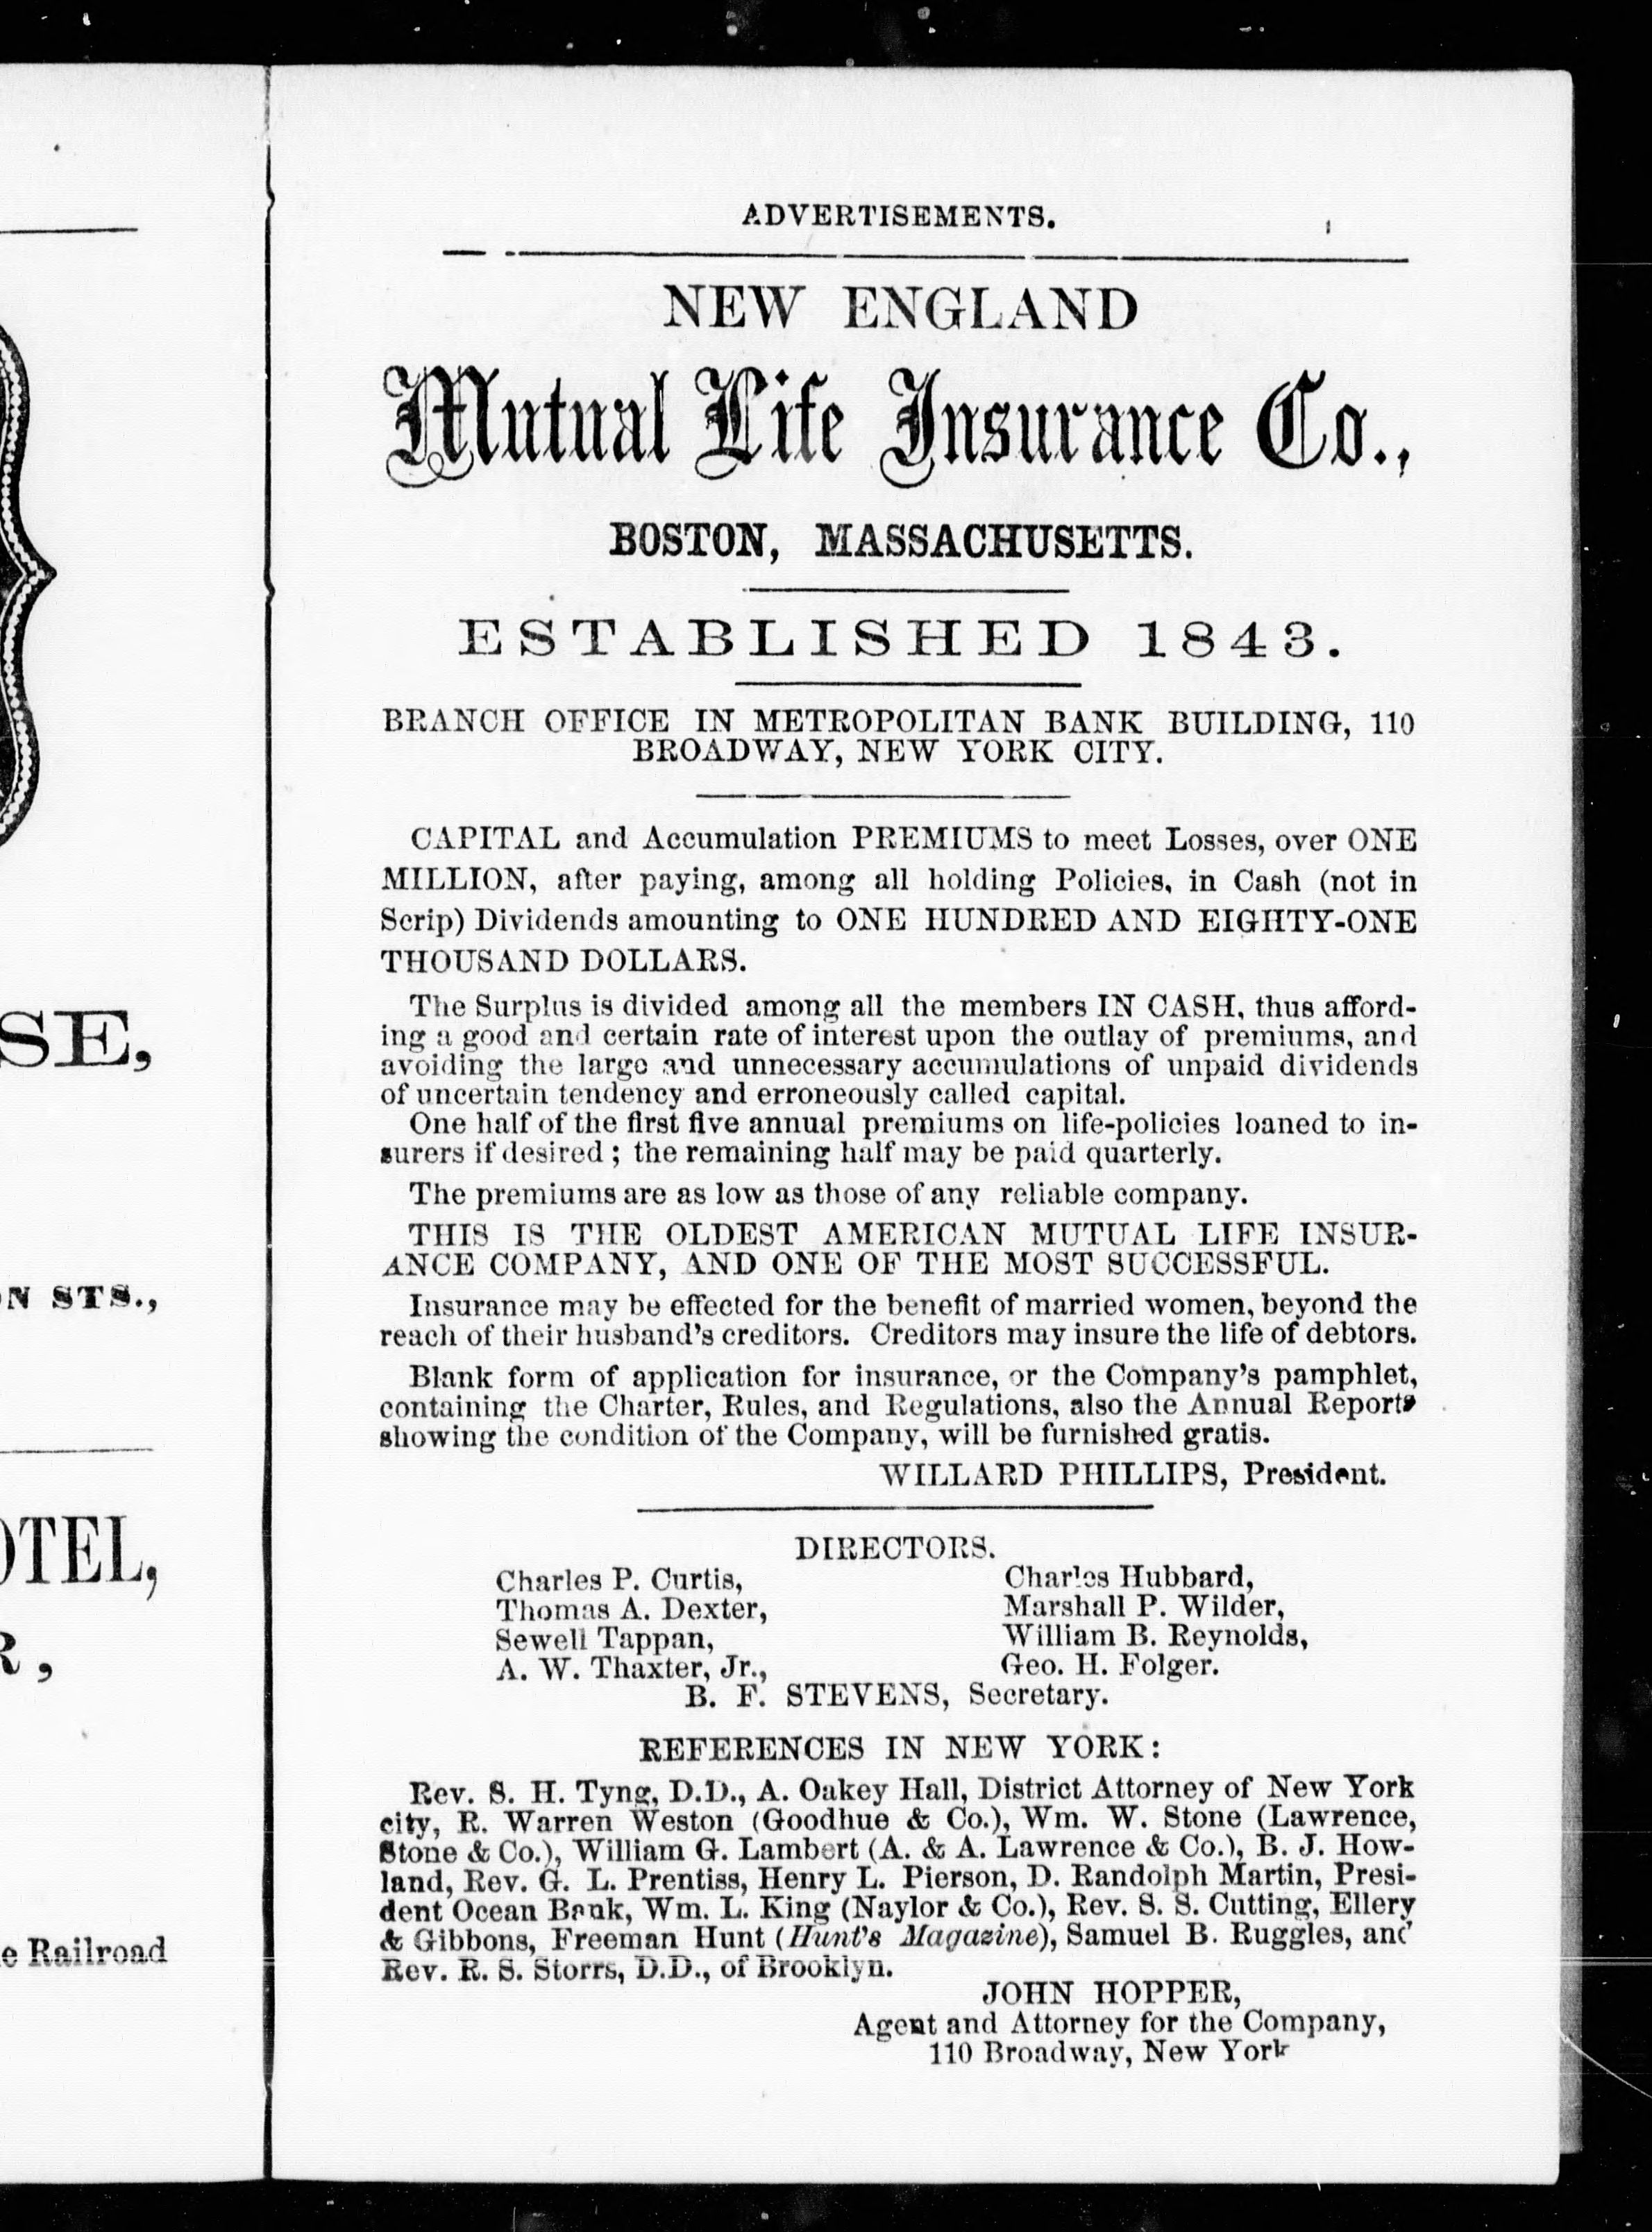 SE,
N STS.,
OTEL,
R,
e Railroad
ADVERTISEMENTS.
NEW ENGLAND
Mutual Life Insurance Co.,
BOSTON, MASSACHUSETTS.
ESTABLISHED 1843.
BRANCH OFFICE IN METROPOLITAN BANK BUILDING, 110
BROADWAY, NEW YORK CITY.
CAPITAL and Accumulation PREMIUMS to meet Losses, over ONE
MILLION, after paying, among all holding Policies, in Cash (not in
Scrip) Dividends amounting to ONE HUNDRED AND EIGHTY-ONE
THOUSAND DOLLARS.
The Surplus is divided among all the members IN CASH, thus afford-
ing a good and certain rate of interest upon the outlay of premiums, and
avoiding the large and unnecessary accumulations of unpaid dividends
of uncertain tendency and erroneously called capital.
One half of the first five annual premiums on life-policies loaned to in-
surers if desired; the remaining half may be paid quarterly.
The premiums are as low as those of any reliable company.
THIS IS THE OLDEST AMERICAN MUTUAL LIFE INSUR-
ANCE COMPANY, AND ONE OF THE MOST SUCCESSFUL.
Insurance may be effected for the benefit of married women, beyond the
reach of their husband's creditors. Creditors may insure the life of debtors.
Blank form of application for insurance, or the Company's pamphlet,
containing the Charter, Rules, and Regulations, also the Annual Reports
showing the condition of the Company, will be furnished gratis.
WILLARD PHILLIPS, President.
DIRECTORS.
Charles P. Curtis, Charles Hubbard,
Thomas A. Dexter, Marshall P. Wilder,
Sewell Tappan, William B. Reynolds,
A. W. Thaxter, Jr., Geo. H. Folger.
B. F. STEVENS, Secretary.
REFERENCES IN NEW YORK:
Rev. S. H. Tyng, D.D., A. Oakey Hall, District Attorney of New York
city, R. Warren Weston (Goodhue & Co.), Wm. W. Stone (Lawrence,
Stone & Co.), William G. Lambert (A. & A. Lawrence & Co.), B. J. How-
land, Rev. G. L. Prentiss, Henry L. Pierson, D. Randolph Martin, Presi-
dent Ocean Bank, Wm. L. King (Naylor & Co.), Rev. S. S. Cutting, Ellery
& Gibbons, Freeman Hunt (Hunt's Magazine), Samuel B. Ruggles, and
Rev. R. S. Storrs, D.D., of Brooklyn.
JOHN HOPPER,
Agent and Attorney for the Company,
110 Broadway, New York